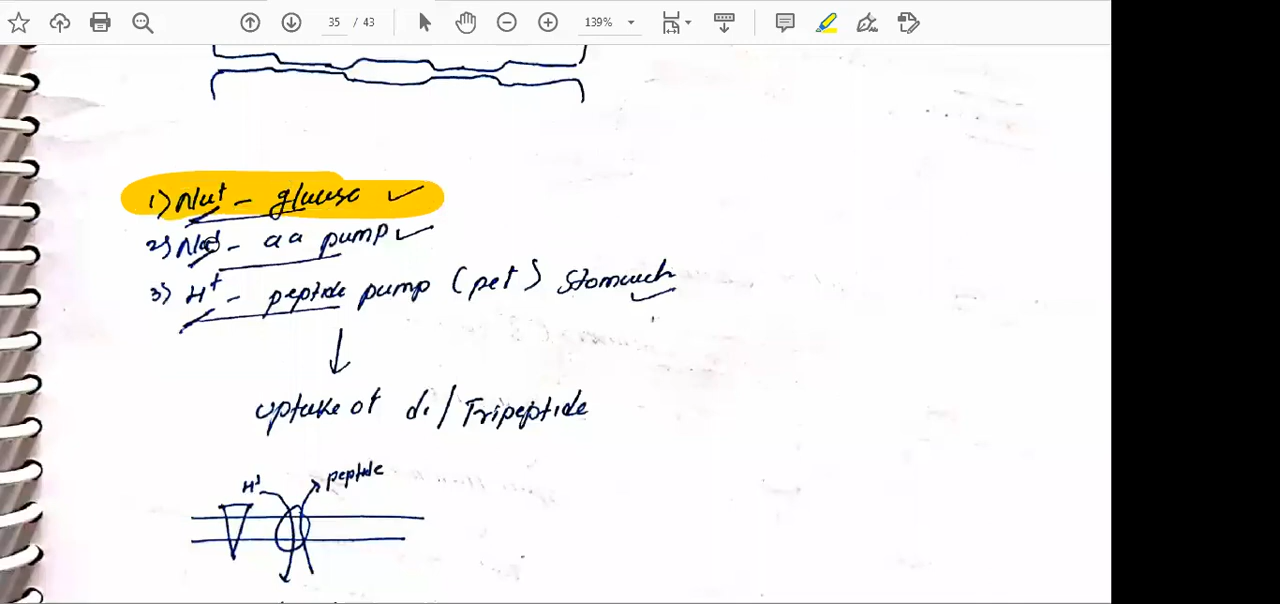 35 / 43
139%
1) Na+ - glucose ✓
2) Na+ - aa pump ✓
3) H+ - peptide pump (pet) Stomach
uptake of di/Tripeptide
H+
peptide